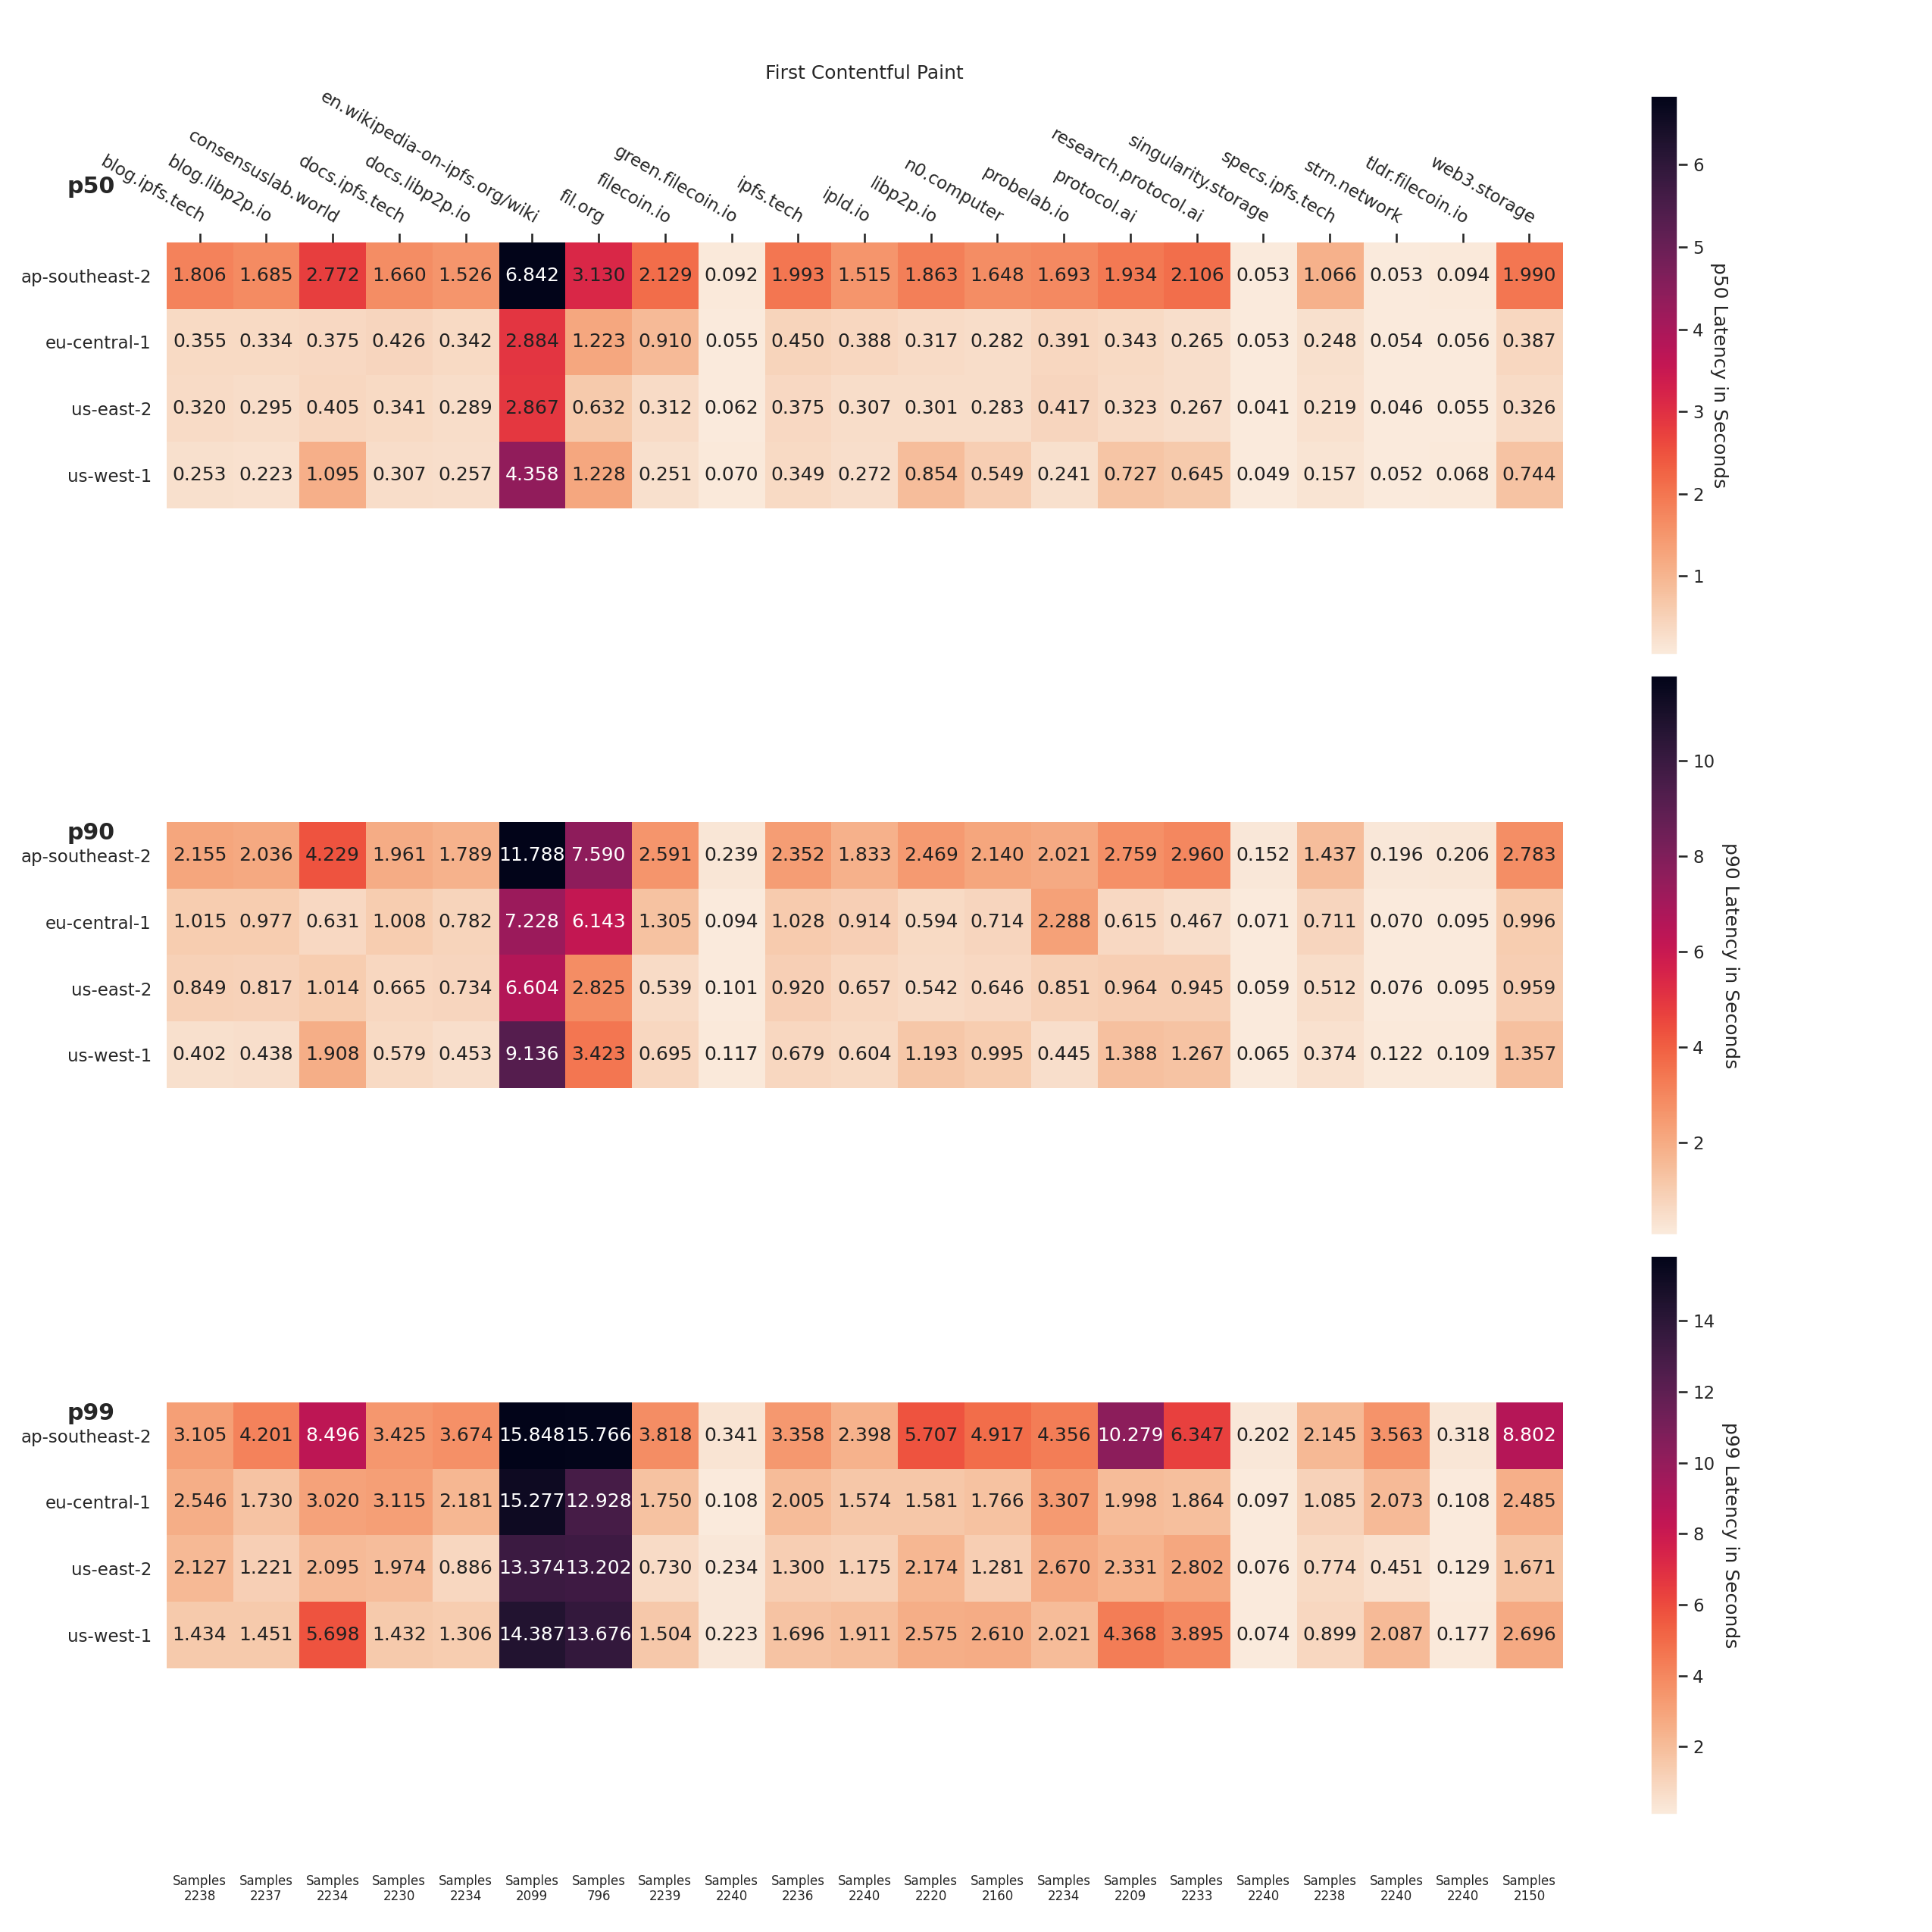 First Contentful Paint
blog.ipfs.tech
blog.libp2p.io
consensuslab.world
docs.ipfs.tech
docs.libp2p.io
en.wikipedia-on-ipfs.org/wiki
fil.org
filecoin.io
green.filecoin.io
ipfs.tech
ipld.io
libp2p.io
n0.computer
probelab.io
protocol.ai
research.protocol.ai
singularity.storage
specs.ipfs.tech
strn.network
tldr.filecoin.io
web3.storage
p50
ap-southeast-2 1.806 1.685 2.772 1.660 1.526 6.842 3.130 2.129 0.092 1.993 1.515 1.863 1.648 1.693 1.934 2.106 0.053 1.066 0.053 0.094 1.990
eu-central-1 0.355 0.334 0.375 0.426 0.342 2.884 1.223 0.910 0.055 0.450 0.388 0.317 0.282 0.391 0.343 0.265 0.053 0.248 0.054 0.056 0.387
us-east-2 0.320 0.295 0.405 0.341 0.289 2.867 0.632 0.312 0.062 0.375 0.307 0.301 0.283 0.417 0.323 0.267 0.041 0.219 0.046 0.055 0.326
us-west-1 0.253 0.223 1.095 0.307 0.257 4.358 1.228 0.251 0.070 0.349 0.272 0.854 0.549 0.241 0.727 0.645 0.049 0.157 0.052 0.068 0.744
6
5
4
3
2
1
p50 Latency in Seconds
p90
ap-southeast-2 2.155 2.036 4.229 1.961 1.789 11.788 7.590 2.591 0.239 2.352 1.833 2.469 2.140 2.021 2.759 2.960 0.152 1.437 0.196 0.206 2.783
eu-central-1 1.015 0.977 0.631 1.008 0.782 7.228 6.143 1.305 0.094 1.028 0.914 0.594 0.714 2.288 0.615 0.467 0.071 0.711 0.070 0.095 0.996
us-east-2 0.849 0.817 1.014 0.665 0.734 6.604 2.825 0.539 0.101 0.920 0.657 0.542 0.646 0.851 0.964 0.945 0.059 0.512 0.076 0.095 0.959
us-west-1 0.402 0.438 1.908 0.579 0.453 9.136 3.423 0.695 0.117 0.679 0.604 1.193 0.995 0.445 1.388 1.267 0.065 0.374 0.122 0.109 1.357
10
8
6
4
2
p90 Latency in Seconds
p99
ap-southeast-2 3.105 4.201 8.496 3.425 3.674 15.848 15.766 3.818 0.341 3.358 2.398 5.707 4.917 4.356 10.279 6.347 0.202 2.145 3.563 0.318 8.802
eu-central-1 2.546 1.730 3.020 3.115 2.181 15.277 12.928 1.750 0.108 2.005 1.574 1.581 1.766 3.307 1.998 1.864 0.097 1.085 2.073 0.108 2.485
us-east-2 2.127 1.221 2.095 1.974 0.886 13.374 13.202 0.730 0.234 1.300 1.175 2.174 1.281 2.670 2.331 2.802 0.076 0.774 0.451 0.129 1.671
us-west-1 1.434 1.451 5.698 1.432 1.306 14.387 13.676 1.504 0.223 1.696 1.911 2.575 2.610 2.021 4.368 3.895 0.074 0.899 2.087 0.177 2.696
14
12
10
8
6
4
2
p99 Latency in Seconds
Samples Samples Samples Samples Samples Samples Samples Samples Samples Samples Samples Samples Samples Samples Samples Samples Samples Samples Samples Samples Samples
2238 2237 2234 2230 2234 2099 796 2239 2240 2236 2240 2220 2160 2234 2209 2233 2240 2238 2240 2240 2150